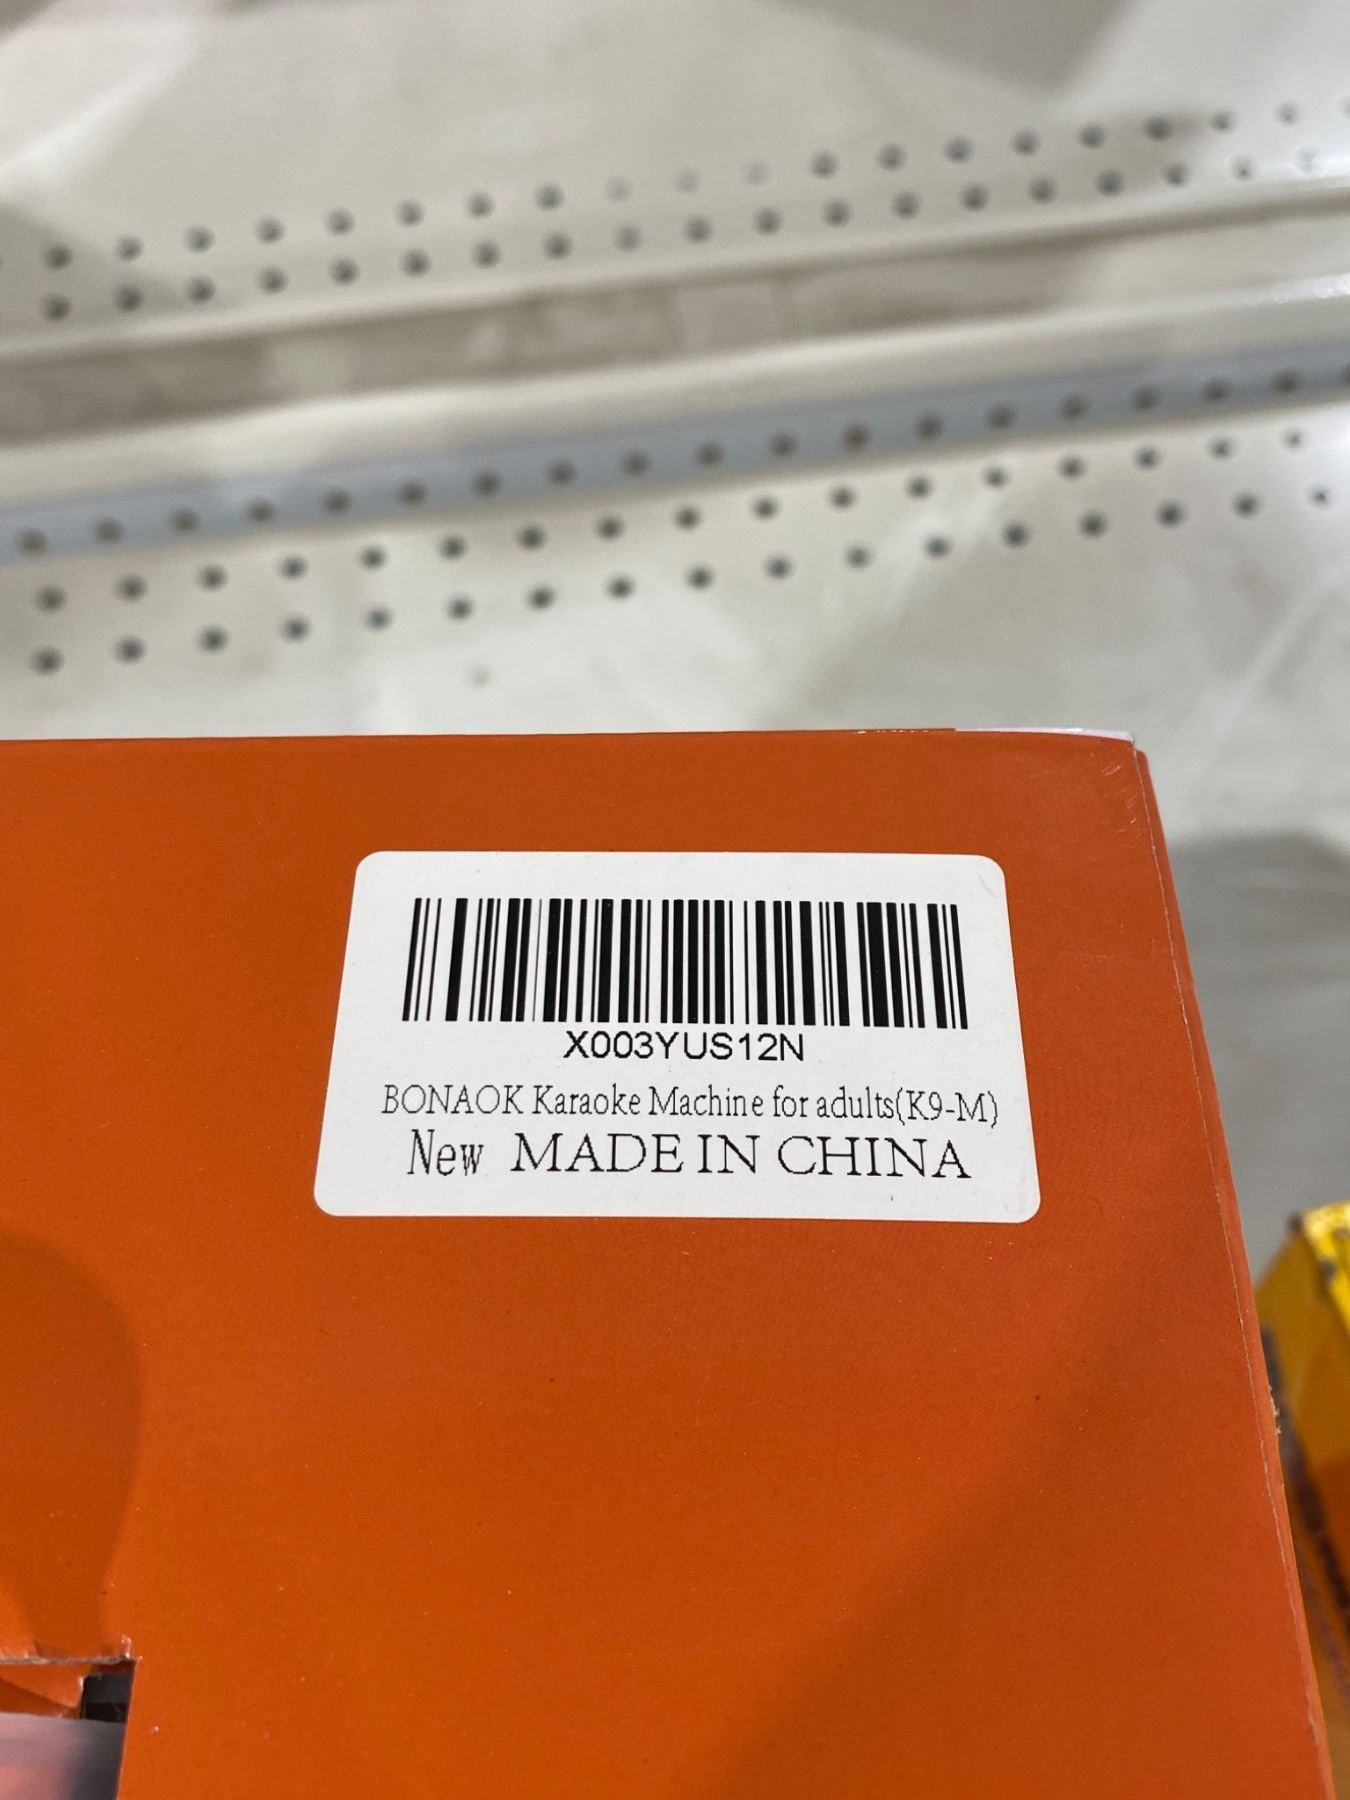 X003YUS12N
BONAOK Karaoke Machine for adults(K9-M)
New MADE IN CHINA